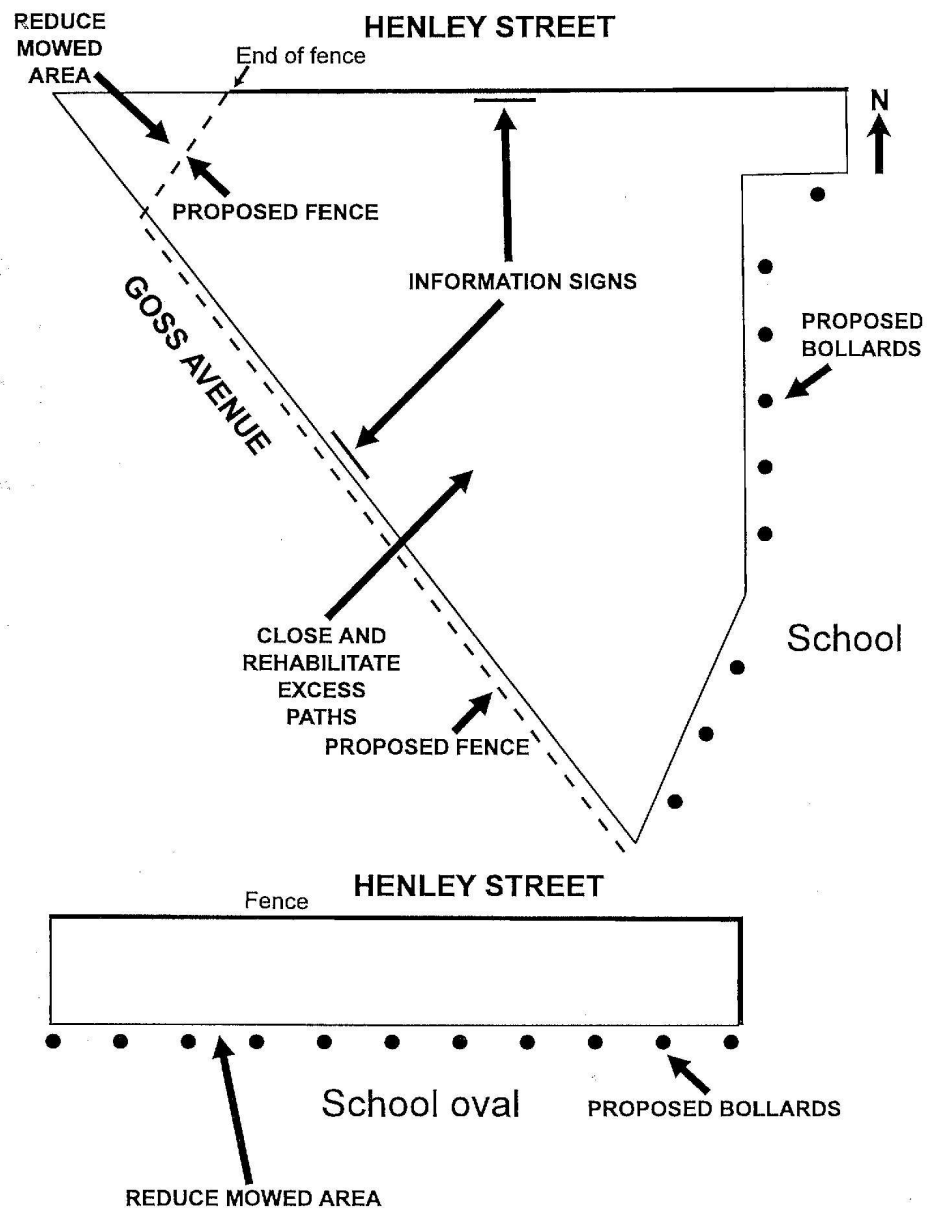 REDUCE
MOWED
AREA
HENLEY STREET
End of fence
N
PROPOSED FENCE
INFORMATION SIGNS
GOSS AVENUE
PROPOSED
BOLLARDS
CLOSE AND
REHABILITATE
EXCESS
PATHS
School
PROPOSED FENCE
HENLEY STREET
Fence
School oval
PROPOSED BOLLARDS
REDUCE MOWED AREA